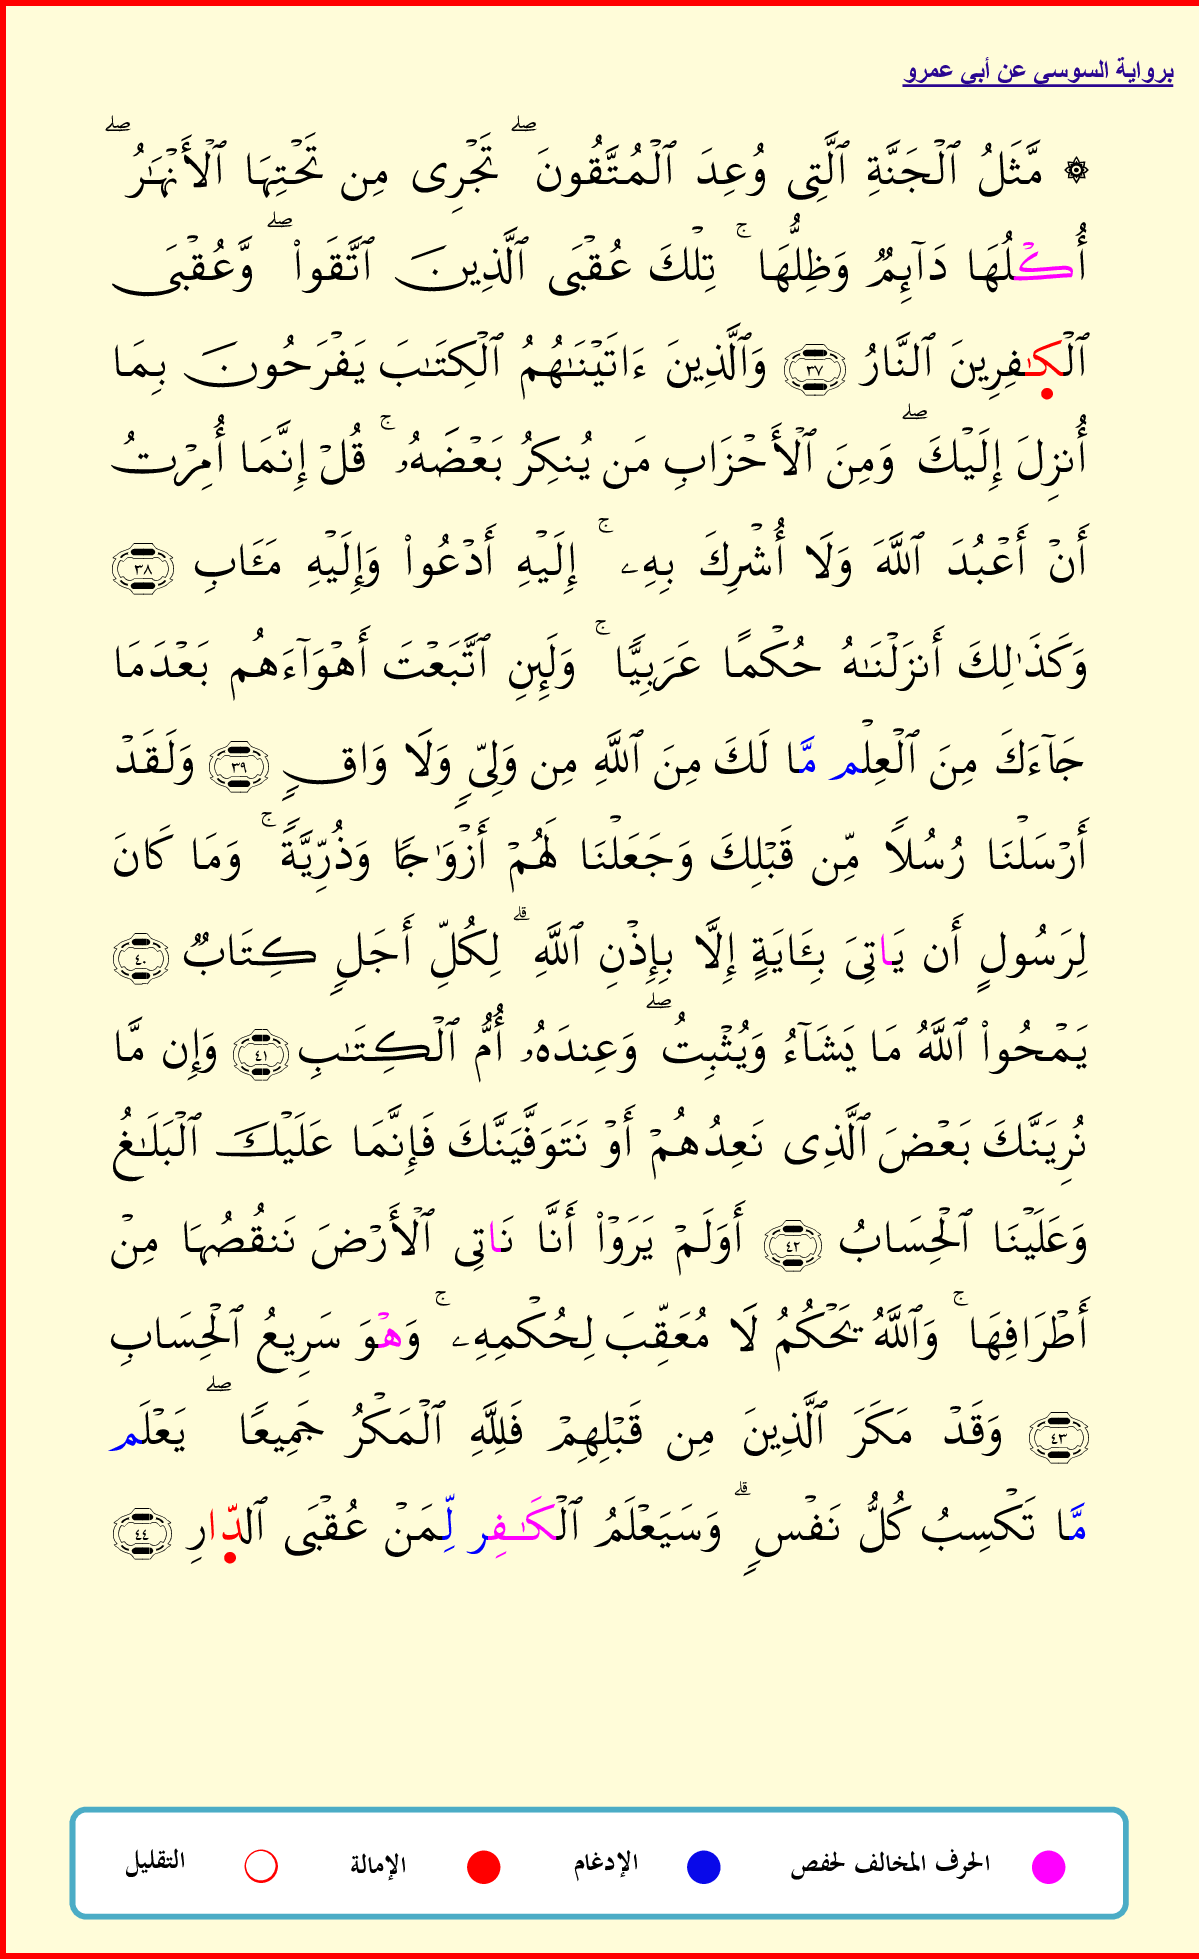 برواية السوسي عن أبي عمرو
۞ مَّثَلُ ٱلْجَنَّةِ ٱلَّتِى وُعِدَ ٱلْمُتَّقُونَ ۖ تَجْرِى مِن تَحْتِهَا ٱلْأَنْهَٰرُ ۖ
أُكْلُهَا دَآئِمٌ وَظِلُّهَا ۚ تِلْكَ عُقْبَى ٱلَّذِينَ ٱتَّقَوا۟ ۖ وَّعُقْبَى
ٱلْكَٰفِرِينَ ٱلنَّارُ ٣٧ وَٱلَّذِينَ ءَاتَيْنَٰهُمُ ٱلْكِتَٰبَ يَفْرَحُونَ بِمَا
أُنزِلَ إِلَيْكَ ۖ وَمِنَ ٱلْأَحْزَابِ مَن يُنكِرُ بَعْضَهُۥ ۚ قُلْ إِنَّمَا أُمِرْتُ
أَنْ أَعْبُدَ ٱللَّهَ وَلَا أُشْرِكَ بِهِۦ ۚ إِلَيْهِ أَدْعُوا۟ وَإِلَيْهِ مَـَٔابِ ٣٨
وَكَذَٰلِكَ أَنزَلْنَٰهُ حُكْمًا عَرَبِيًّا ۚ وَلَئِنِ ٱتَّبَعْتَ أَهْوَآءَهُم بَعْدَمَا
جَآءَكَ مِنَ ٱلْعِلْم مَّا لَكَ مِنَ ٱللَّهِ مِن وَلِىٍّ وَلَا وَاقٍ ٣٩ وَلَقَدْ
أَرْسَلْنَا رُسُلًا مِّن قَبْلِكَ وَجَعَلْنَا لَهُمْ أَزْوَٰجًا وَذُرِّيَّةً ۚ وَمَا كَانَ
لِرَسُولٍ أَن يَاتِىَ بِـَٔايَةٍ إِلَّا بِإِذْنِ ٱللَّهِ ۗ لِكُلِّ أَجَلٍ كِتَابٌ ٤٠
يَمْحُوا۟ ٱللَّهُ مَا يَشَآءُ وَيُثْبِتُ ۖ وَعِندَهُۥ أُمُّ ٱلْكِتَٰبِ ٤١ وَإِن مَّا
نُرِيَنَّكَ بَعْضَ ٱلَّذِى نَعِدُهُمْ أَوْ نَتَوَفَّيَنَّكَ فَإِنَّمَا عَلَيْكَ ٱلْبَلَٰغُ
وَعَلَيْنَا ٱلْحِسَابُ ٤٢ أَوَلَمْ يَرَوْا۟ أَنَّا نَاتِى ٱلْأَرْضَ نَنقُصُهَا مِنْ
أَطْرَافِهَا ۚ وَٱللَّهُ يَحْكُمُ لَا مُعَقِّبَ لِحُكْمِهِۦ ۚ وَهْوَ سَرِيعُ ٱلْحِسَابِ
٤٣ وَقَدْ مَكَرَ ٱلَّذِينَ مِن قَبْلِهِمْ فَلِلَّهِ ٱلْمَكْرُ جَمِيعًا ۖ يَعْلَم
مَّا تَكْسِبُ كُلُّ نَفْسٍ ۗ وَسَيَعْلَمُ ٱلْكَٰفِر لِّمَنْ عُقْبَى ٱلدِّارِ ٤٤
الحرف المخالف لحفص
الإدغام
الإمالة
التقليل